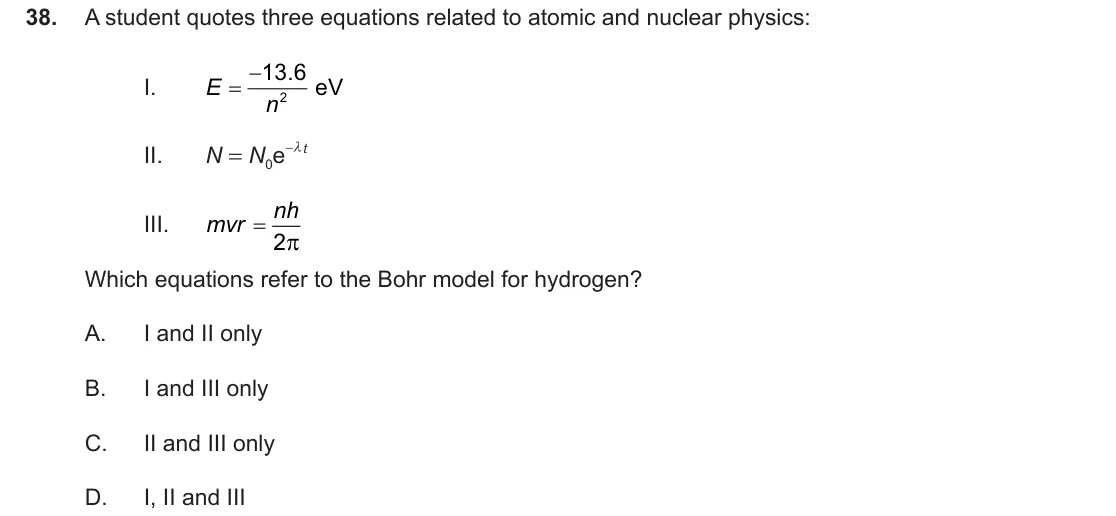 38. A student quotes three equations related to atomic and nuclear physics:
I. E = −13.6/n² eV
II. N = N₀e^−λt
III. mvr = nh/2π
Which equations refer to the Bohr model for hydrogen?
A. I and II only
B. I and III only
C. II and III only
D. I, II and III